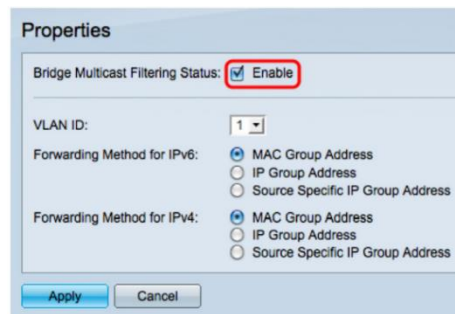 Properties
Bridge Multicast Filtering Status: Enable
VLAN ID: 1
Forwarding Method for IPv6: MAC Group Address
IP Group Address
Source Specific IP Group Address
Forwarding Method for IPv4: MAC Group Address
IP Group Address
Source Specific IP Group Address
Apply Cancel